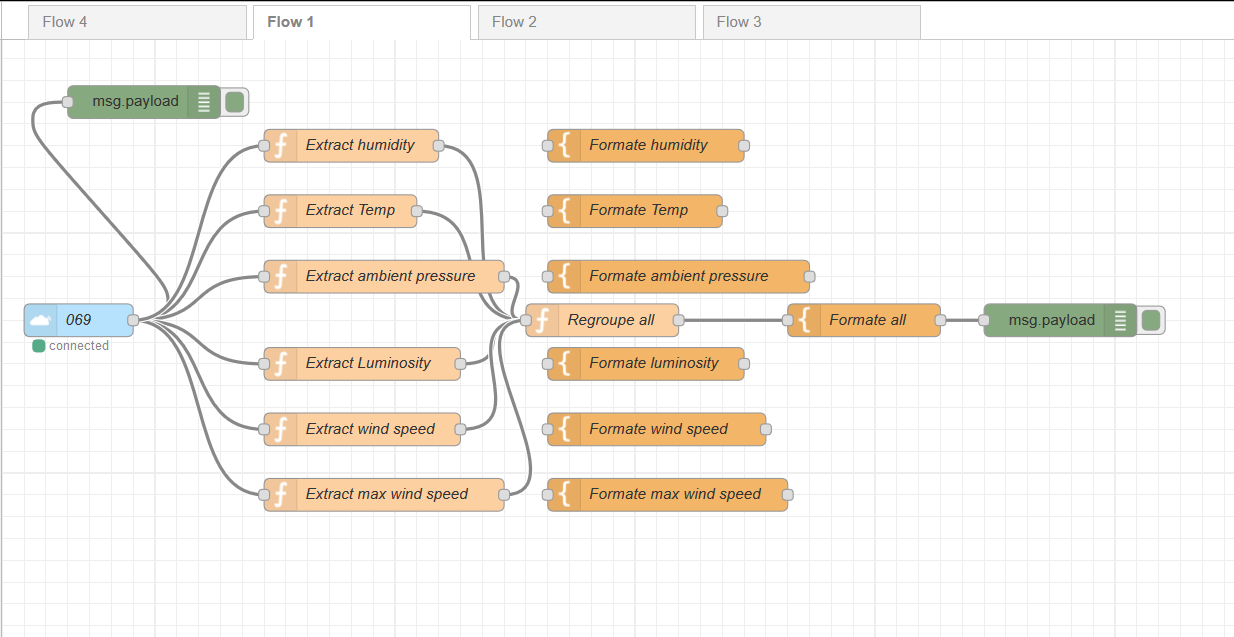 Flow 4
Flow 1
Flow 2
Flow 3
msg.payload
Extract humidity
Formate humidity
Extract Temp
Formate Temp
Extract ambient pressure
Formate ambient pressure
069
connected
Regroupe all
Formate all
msg.payload
Extract Luminosity
Formate luminosity
Extract wind speed
Formate wind speed
Extract max wind speed
Formate max wind speed